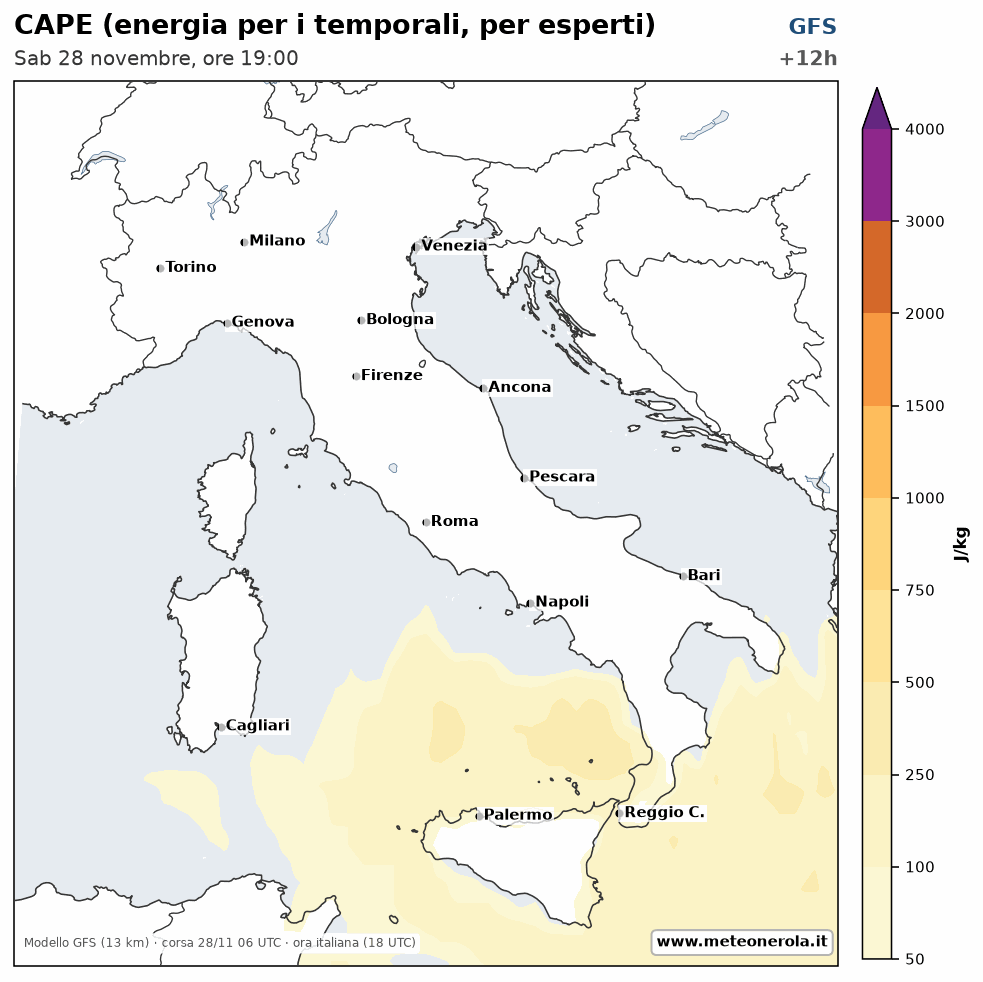 CAPE (energia per i temporali, per esperti)
GFS
Sab 28 novembre, ore 19:00
+12h
4000
3000
2000
1500
1000
750
500
250
100
50
J/kg
Milano
Venezia
Torino
Genova
Bologna
Firenze
Ancona
Pescara
Roma
Bari
Napoli
Cagliari
Palermo
Reggio C.
Modello GFS (13 km) · corsa 28/11 06 UTC · ora italiana (18 UTC)
www.meteonerola.it